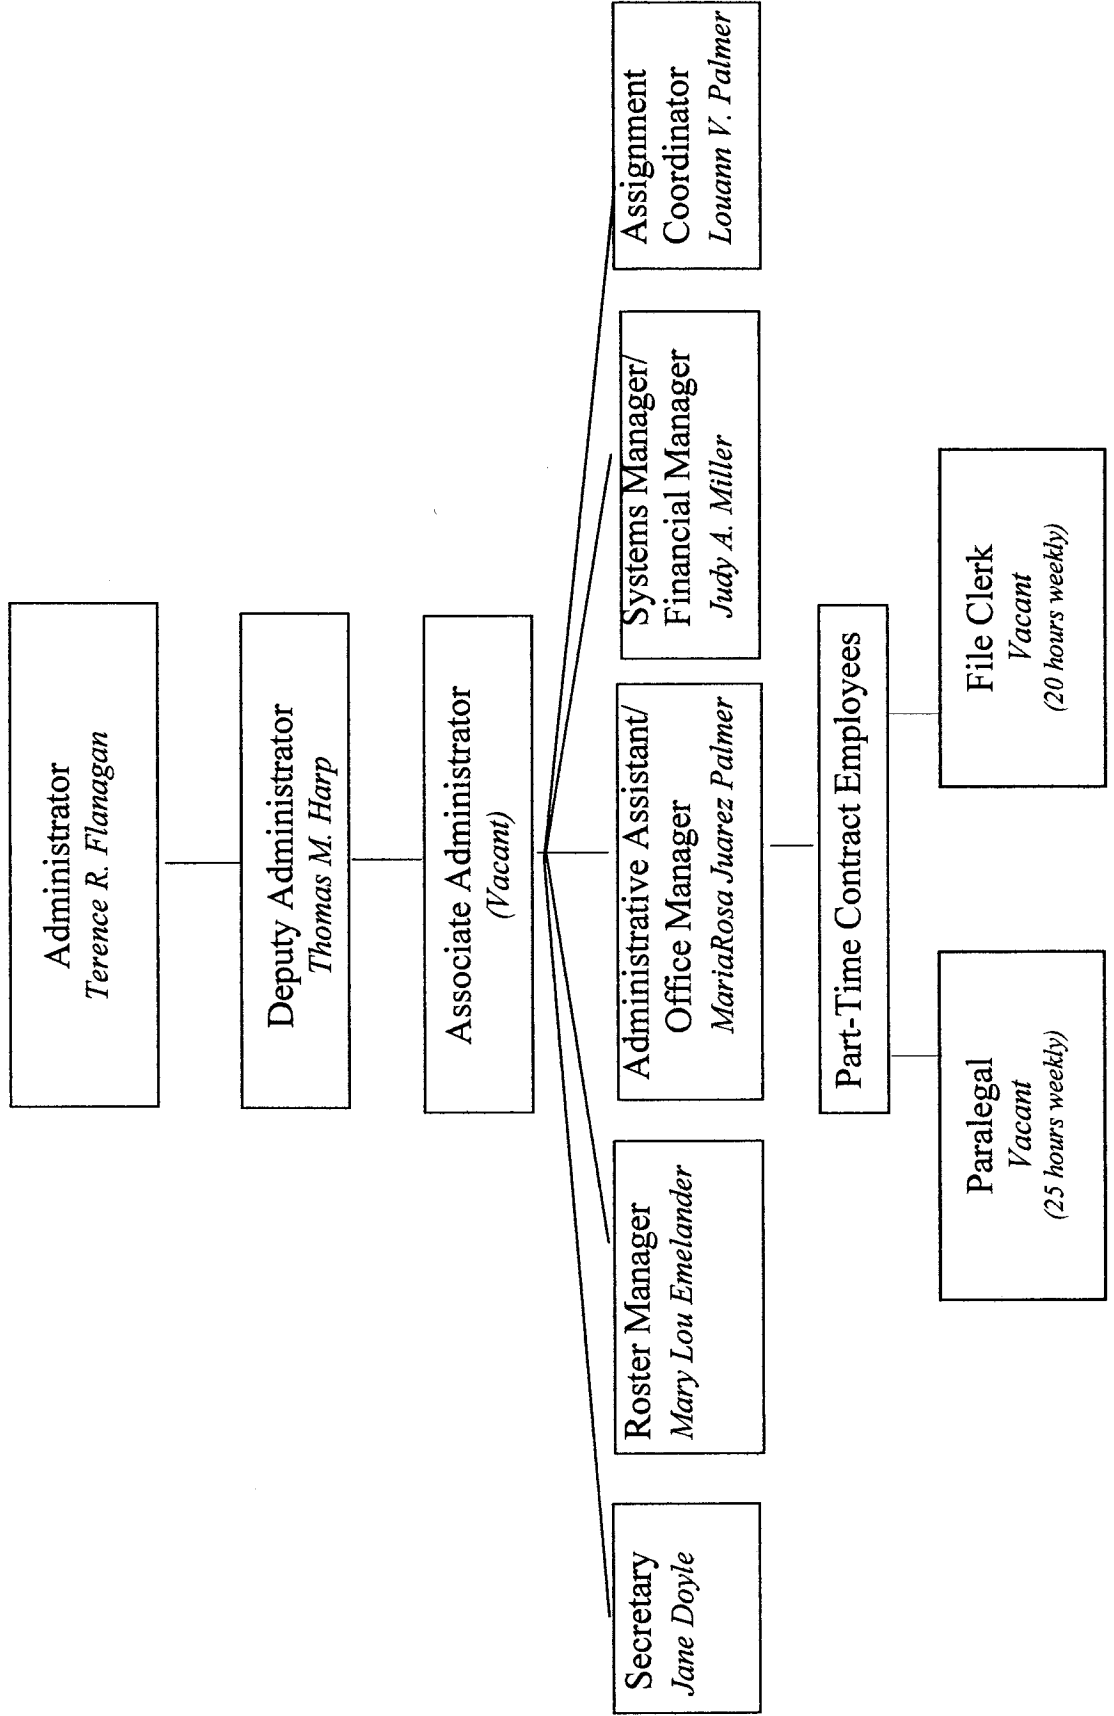 Administrator
Terence R. Flanagan
Deputy Administrator
Thomas M. Harp
Associate Administrator
(Vacant)
Secretary
Jane Doyle
Roster Manager
Mary Lou Emelander
Administrative Assistant/
Office Manager
MariaRosa Juarez Palmer
Systems Manager/
Financial Manager
Judy A. Miller
Assignment
Coordinator
Louann V. Palmer
Part-Time Contract Employees
Paralegal
Vacant
(25 hours weekly)
File Clerk
Vacant
(20 hours weekly)